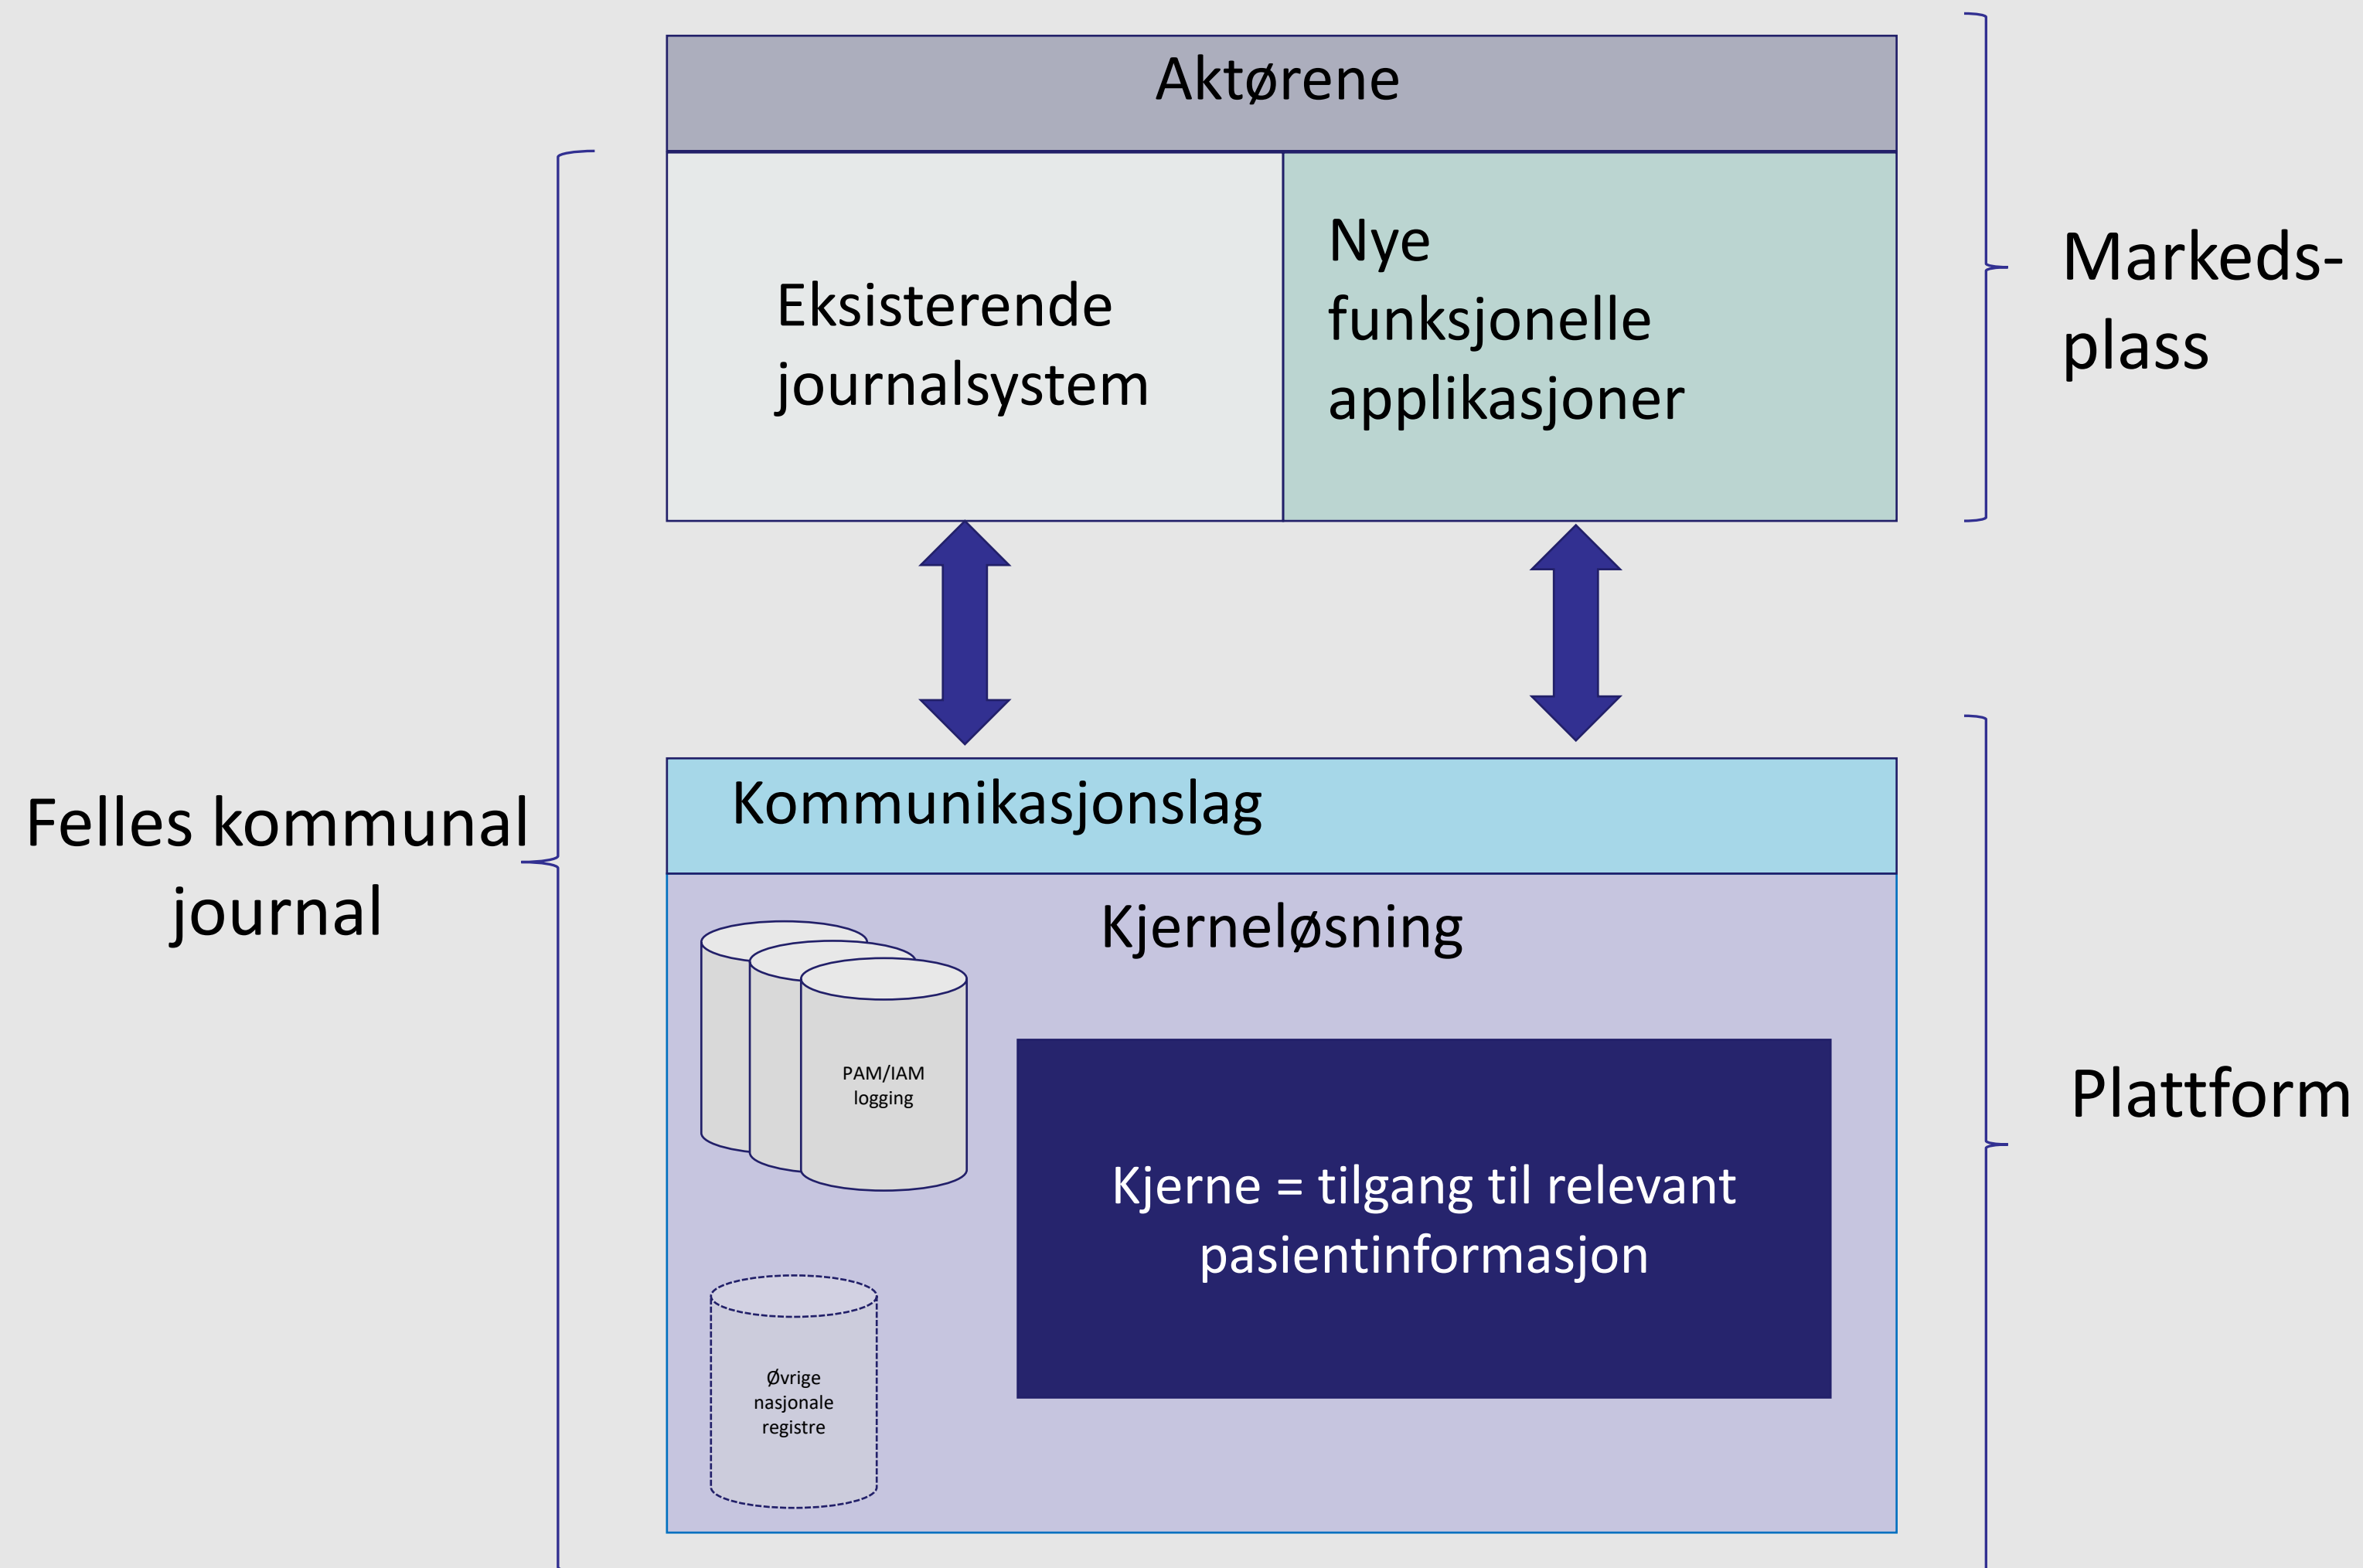 Aktørene
Eksisterende
journalsystem
Nye
funksjonelle
applikasjoner
Markeds-
plass
Felles kommunal
journal
Kommunikasjonslag
Kjerneløsning
PAM/IAM
logging
Kjerne = tilgang til relevant
pasientinformasjon
Øvrige
nasjonale
registre
Plattform